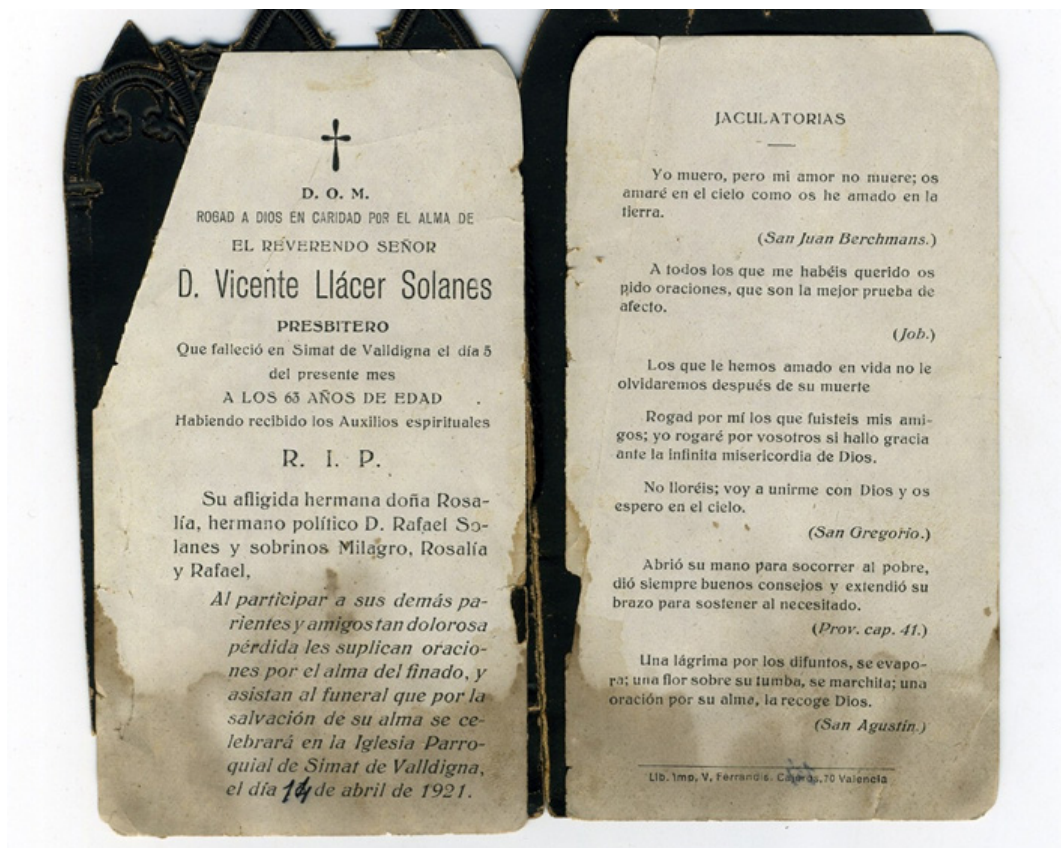 D. O. M.
ROGAD A DIOS EN CARIDAD POR EL ALMA DE
EL REVERENDO SEÑOR
D. Vicente Llácer Solanes
PRESBITERO
Que falleció en Simat de Valldigna el día 5
del presente mes
A LOS 63 AÑOS DE EDAD
Habiendo recibido los Auxilios espirituales
R. I. P.
Su afligida hermana doña Rosa-
lía, hermano político D. Rafael So-
lanes y sobrinos Milagro, Rosalía
y Rafael,
Al participar a sus demás pa-
rientes y amigos tan dolorosa
pérdida les suplican oracio-
nes por el alma del finado, y
asistan al funeral que por la
salvación de su alma se ce-
lebrará en la Iglesia Parro-
quial de Simat de Valldigna,
el día 14 de abril de 1921.
JACULATORIAS
Yo muero, pero mi amor no muere; os
amaré en el cielo como os he amado en la
tierra.
(San Juan Berchmans.)
A todos los que me habéis querido os
pido oraciones, que son la mejor prueba de
afecto.
(Job.)
Los que le hemos amado en vida no le
olvidaremos después de su muerte
Rogad por mí los que fuisteis mis ami-
gos; yo rogaré por vosotros si hallo gracia
ante la infinita misericordia de Dios.
No lloréis; voy a unirme con Dios y os
espero en el cielo.
(San Gregorio.)
Abrió su mano para socorrer al pobre,
dió siempre buenos consejos y extendió su
brazo para sostener al necesitado.
(Prov. cap. 41.)
Una lágrima por los difuntos, se evapo-
ra; una flor sobre su tumba, se marchita; una
oración por su alma, la recoge Dios.
(San Agustín.)
Lib. Imp, V, Ferrandis. 70 Valencia